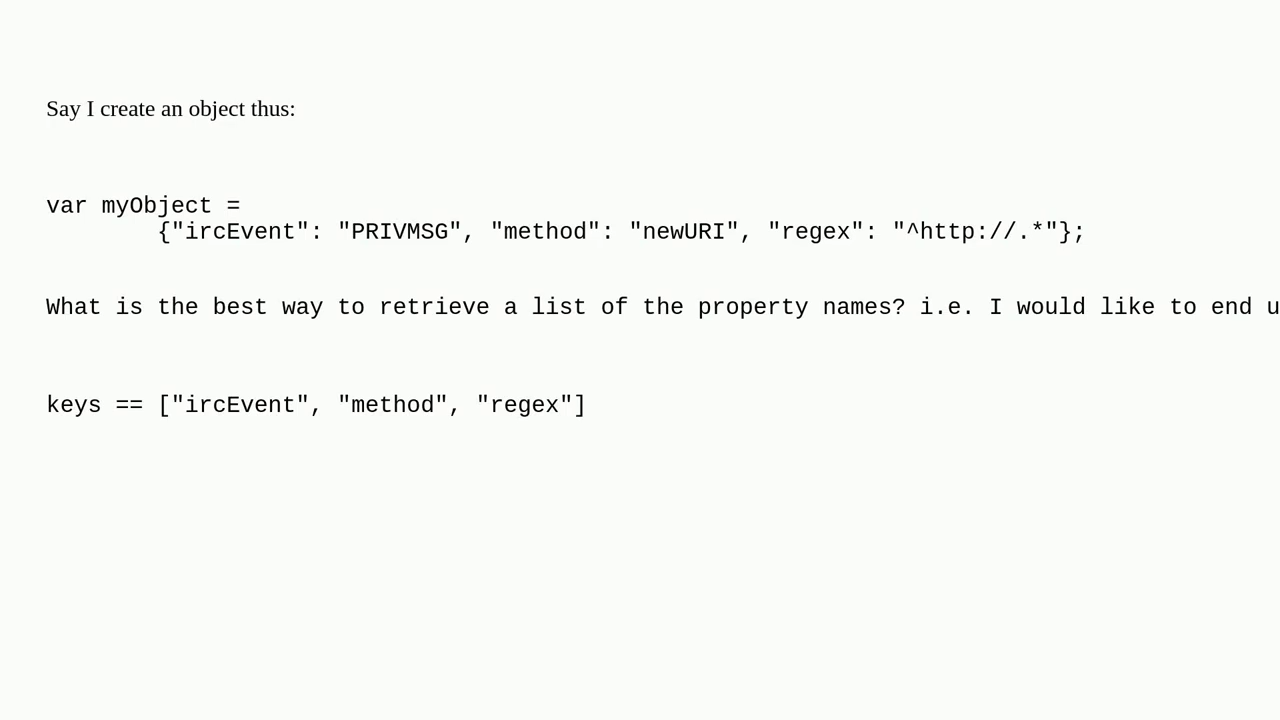 Say I create an object thus:
var myObject =
{"ircEvent": "PRIVMSG", "method": "newURI", "regex": "^http://.*"};
What is the best way to retrieve a list of the property names? i.e. I would like to end
keys == ["ircEvent", "method", "regex"]